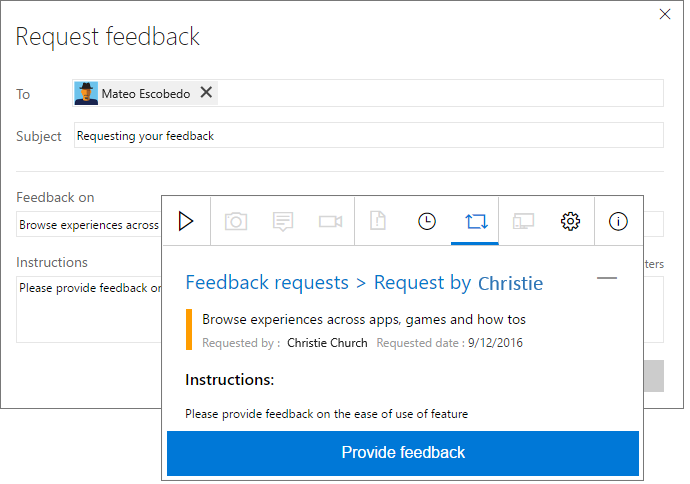 Request feedback
To
Mateo Escobedo
Subject
Requesting your feedback
Feedback on
Browse experiences across
Instructions
ters
Please provide feedback or
Feedback requests > Request by Christie
Browse experiences across apps, games and how tos
Requested by : Christie Church Requested date : 9/12/2016
Instructions:
Please provide feedback on the ease of use of feature
Provide feedback